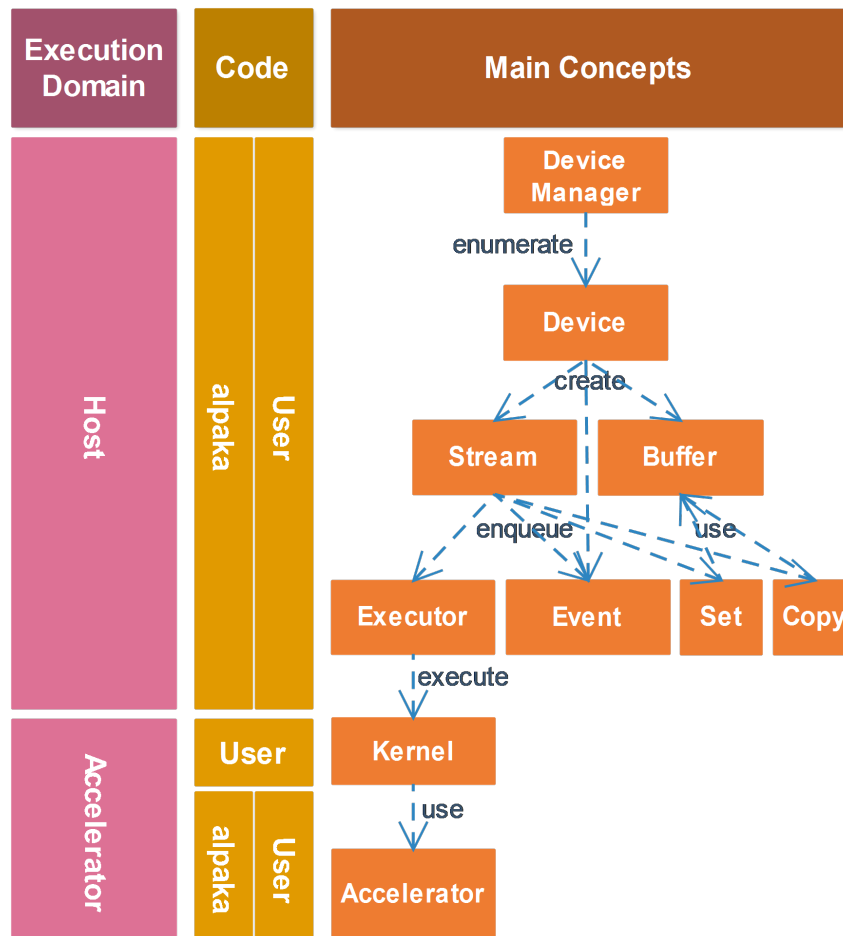 Execution
Domain
Code
Main Concepts
Host
alpaka
User
Device
Manager
enumerate
Device
create
Stream
Buffer
enqueue
use
Executor
Event
Set
Copy
execute
Accelerator
User
Kernel
use
alpaka
User
Accelerator